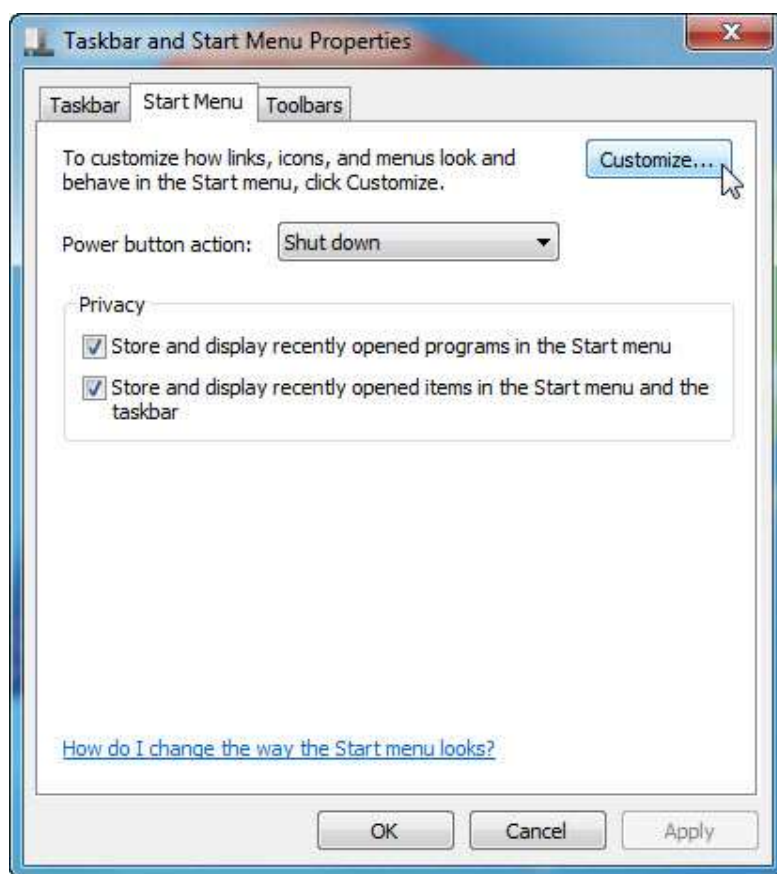 Taskbar and Start Menu Properties
Taskbar Start Menu Toolbars
To customize how links, icons, and menus look and
behave in the Start menu, click Customize.
Customize...
Power button action: Shut down
Privacy
Store and display recently opened programs in the Start menu
Store and display recently opened items in the Start menu and the
taskbar
How do I change the way the Start menu looks?
OK Cancel Apply